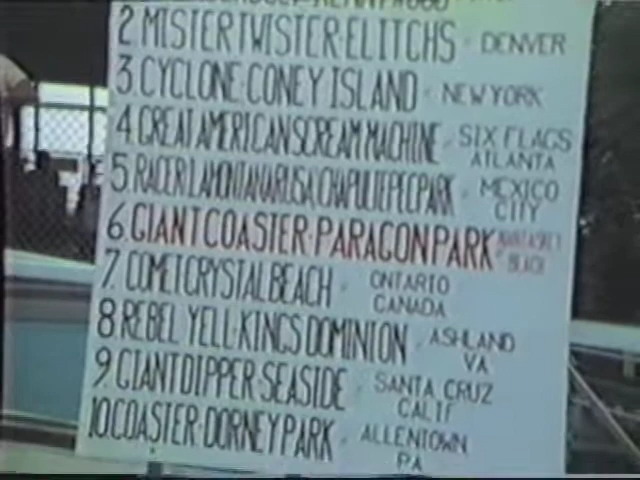 2. MISTER TWISTER·ELITCHS - DENVER
3. CYCLONE·CONEY ISLAND - NEW YORK
4. GREAT AMERICAN SCREAM MACHINE - SIX FLAGS
ATLANTA
5. RACER LA MONTANA RUSA CHAPULTEPEC PARK - MEXICO
CITY
6. GIANT COASTER·PARAGON PARK NANTASKET
BEACH
7. COMET CRYSTAL BEACH - ONTARIO
CANADA
8 REBEL YELL·KINGS DOMINION - ASHLAND
VA
9 GIANT DIPPER·SEASIDE - SANTA CRUZ
CALIF
10. COASTER·DORNEY PARK - ALLENTOWN
PA